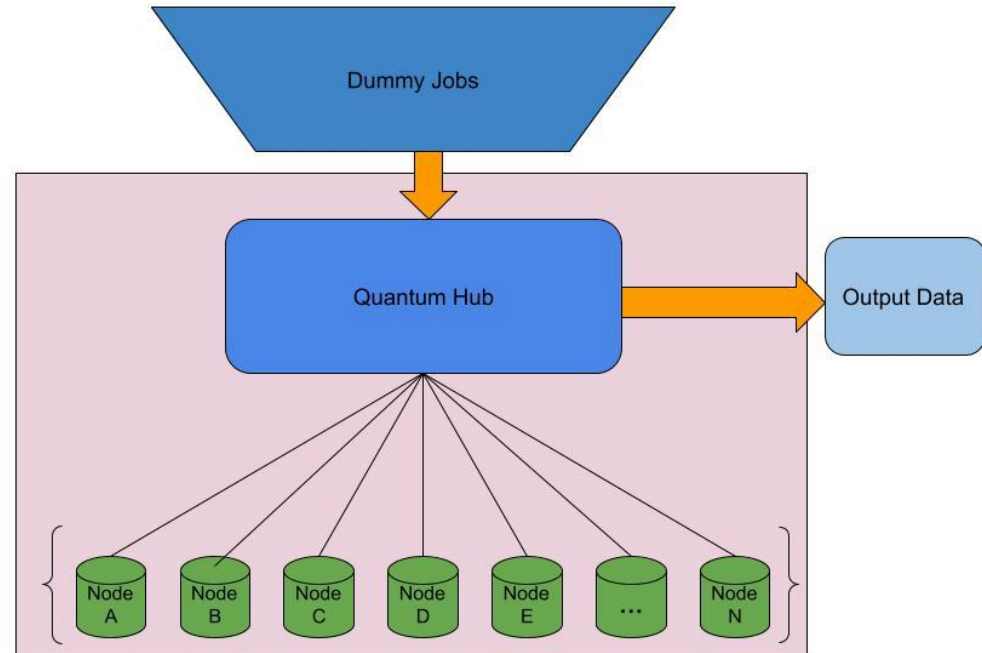 Dummy Jobs
Quantum Hub
Output Data
Node
A
Node
B
Node
C
Node
D
Node
E
...
Node
N